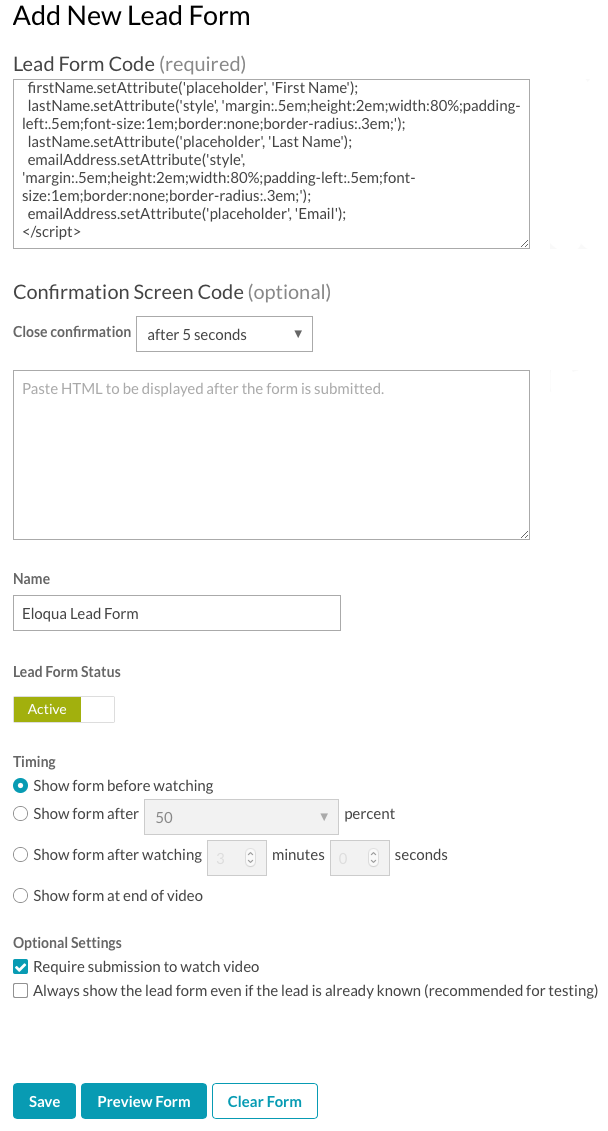 Add New Lead Form
Lead Form Code (required)
firstName.setAttribute('placeholder', 'First Name');
lastName.setAttribute('style', 'margin:.5em;height:2em;width:80%;padding-
left:.5em;font-size:1em;border:none;border-radius:.3em;');
lastName.setAttribute('placeholder', 'Last Name');
emailAddress.setAttribute('style',
'margin:.5em;height:2em;width:80%;padding-left:.5em;font-
size:1em;border:none;border-radius:.3em;');
emailAddress.setAttribute('placeholder', 'Email');
</script>
Confirmation Screen Code (optional)
Close confirmation after 5 seconds
Paste HTML to be displayed after the form is submitted.
Name
Eloqua Lead Form
Lead Form Status
Active
Timing
Show form before watching
Show form after 50 percent
Show form after watching 3 minutes 0 seconds
Show form at end of video
Optional Settings
Require submission to watch video
Always show the lead form even if the lead is already known (recommended for testing)
Save Preview Form Clear Form